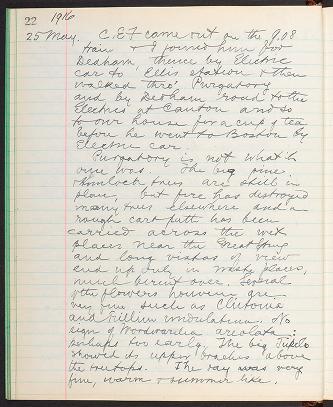 22 1916
25 May. C.E.F came out on the 9.08
train & I joined him for
Dedham, thence by Electric
car to Ellis station & then
walked thro' Purgatory
and by Dedham road to the
Electrics at Canton and so
to our house for a cup of tea
before he went to Boston by
Electric car.
Purgatory is not what it
once was. The big pine
Hemlock trees are still in
place, but fire has destroyed
many trees elsewhere and a
rough cart path has been
carried across the wet
places near the Great Spring
and long vistas of view
end up only in nasty places,
much burnt over. Several
of the flowers however are
very fine such as Clintonia
and Trillium undulatum. No
sign of Woodwardia areolata :
perhaps too early. The big Tupelo
showed its upper branches above
the treetops. The day was very
fine, warm & summer like.